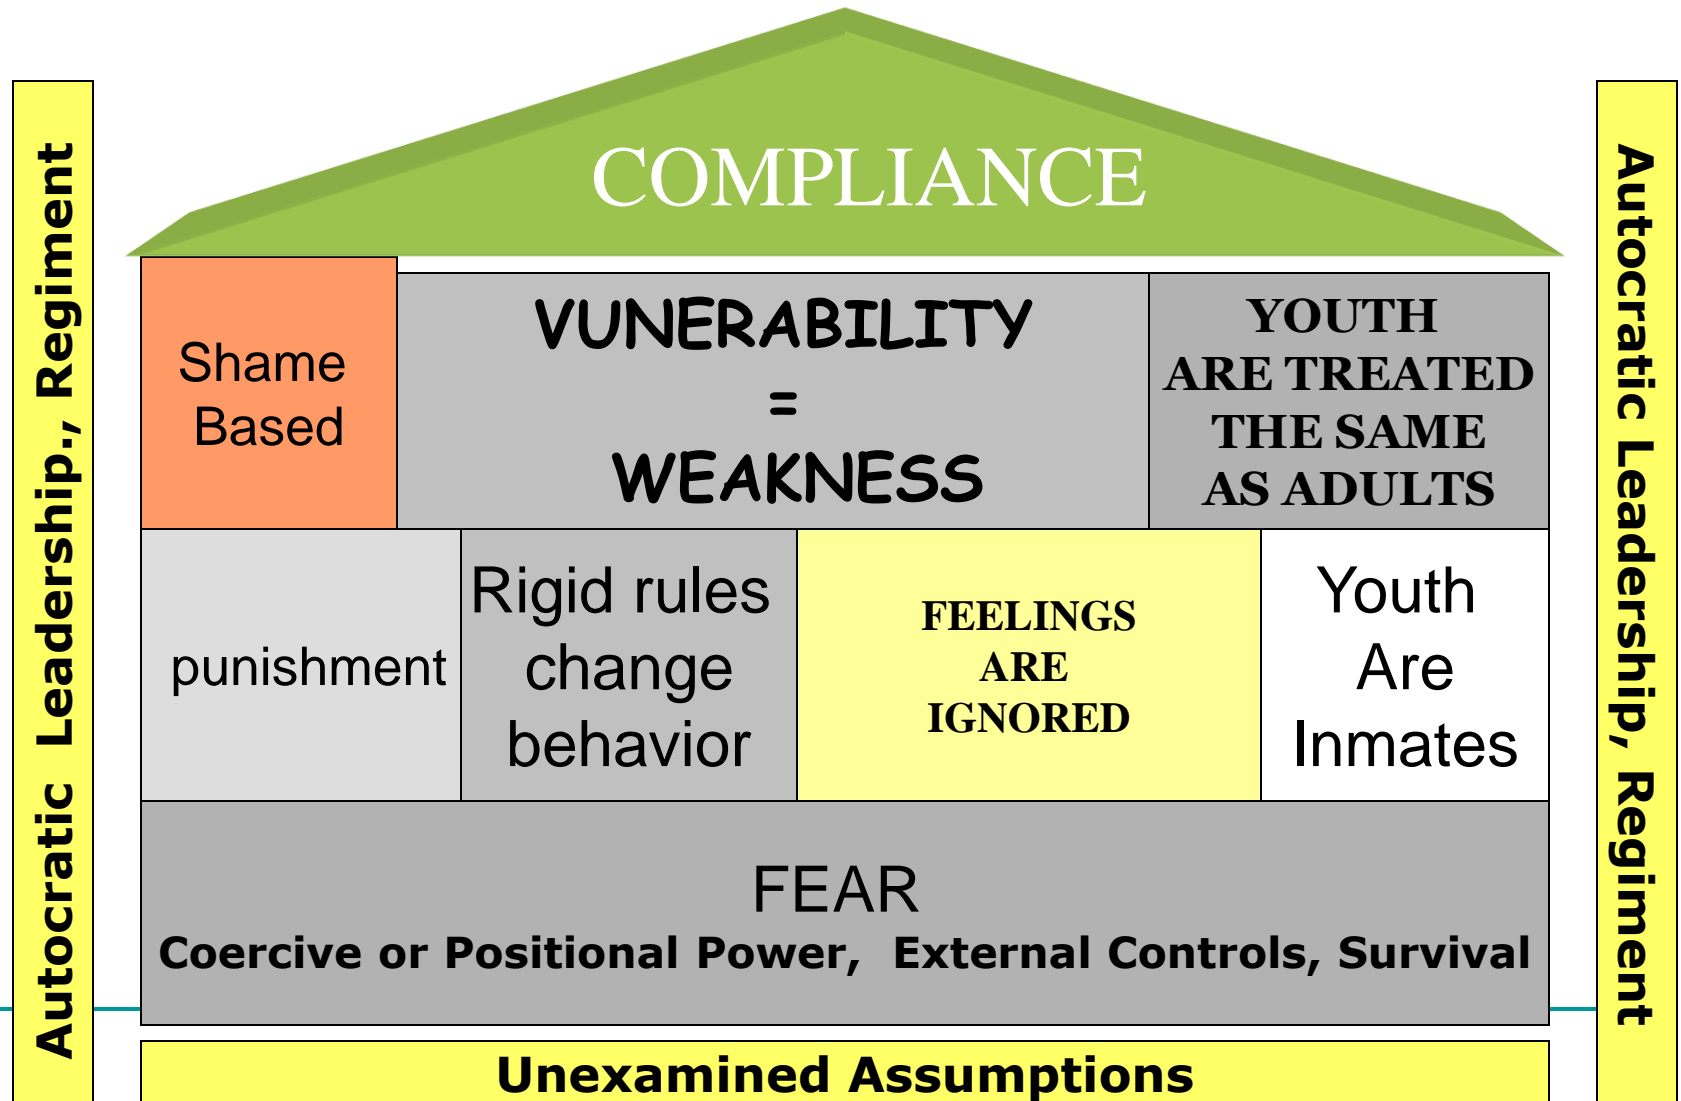 COMPLIANCE
Autocratic  Leadership., Regiment
Shame
Based
VUNERABILITY
=
WEAKNESS
YOUTH
ARE TREATED
THE SAME
AS ADULTS
punishment
Rigid rules
change
behavior
FEELINGS
ARE
IGNORED
Youth
Are
Inmates
FEAR
Coercive or Positional Power,  External Controls, Survival
Autocratic Leadership, Regiment
Unexamined Assumptions